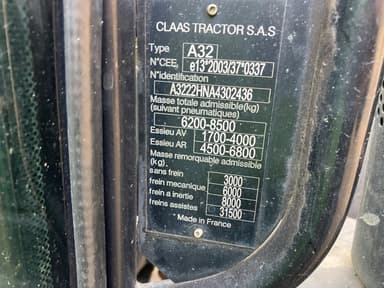 CLAAS TRACTOR S.A.S
Type A32
N°CEE e13*2003/37*0337
N°identification
A3222HNA4302436
Masse totale admissible(kg)
(suivant pneumatiques)
6200-8500
Essieu AV 1700-4000
Essieu AR 4500-6800
Masse remorquable admissible
(kg).
sans frein 3000
frein mecanique 6000
frein a inertie 8000
freins assistes 31500
Made in France